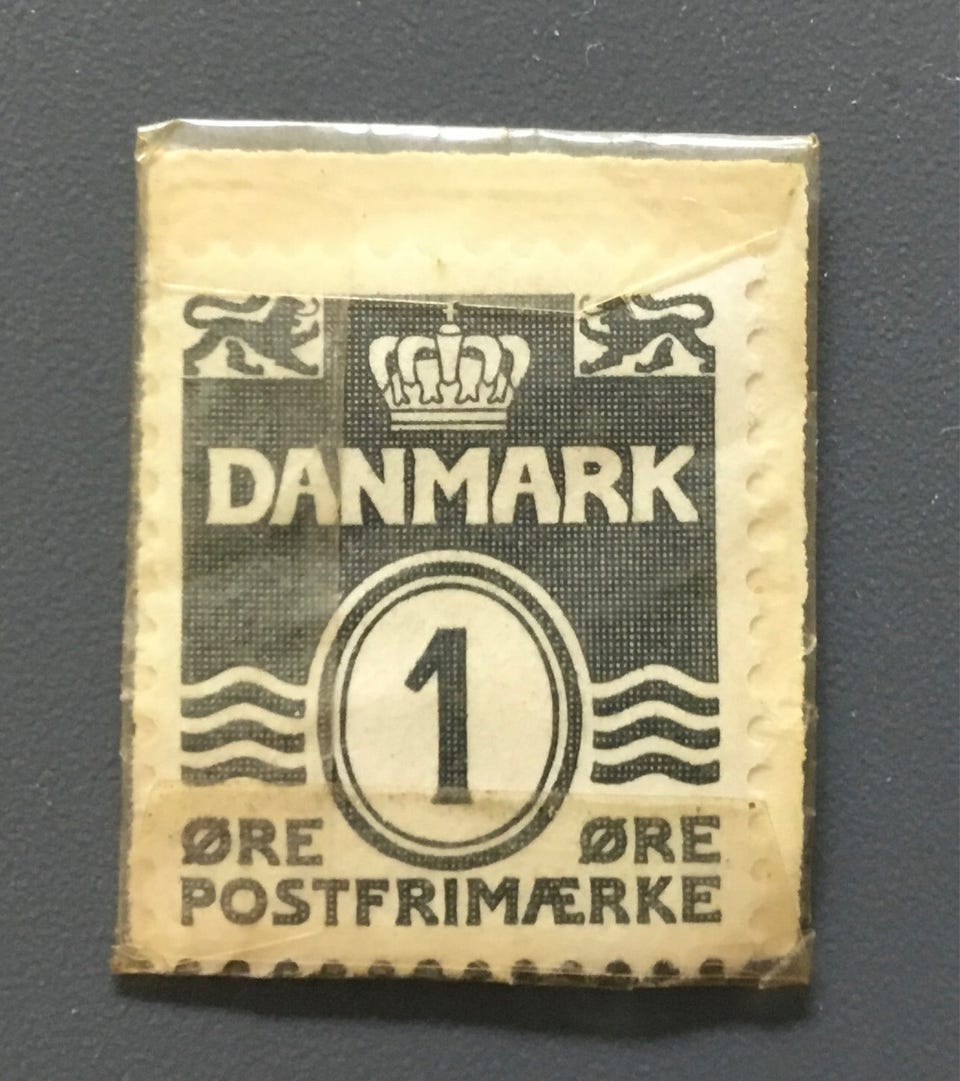 DANMARK
1
ØRE ØRE
POSTFRIMÆRKE